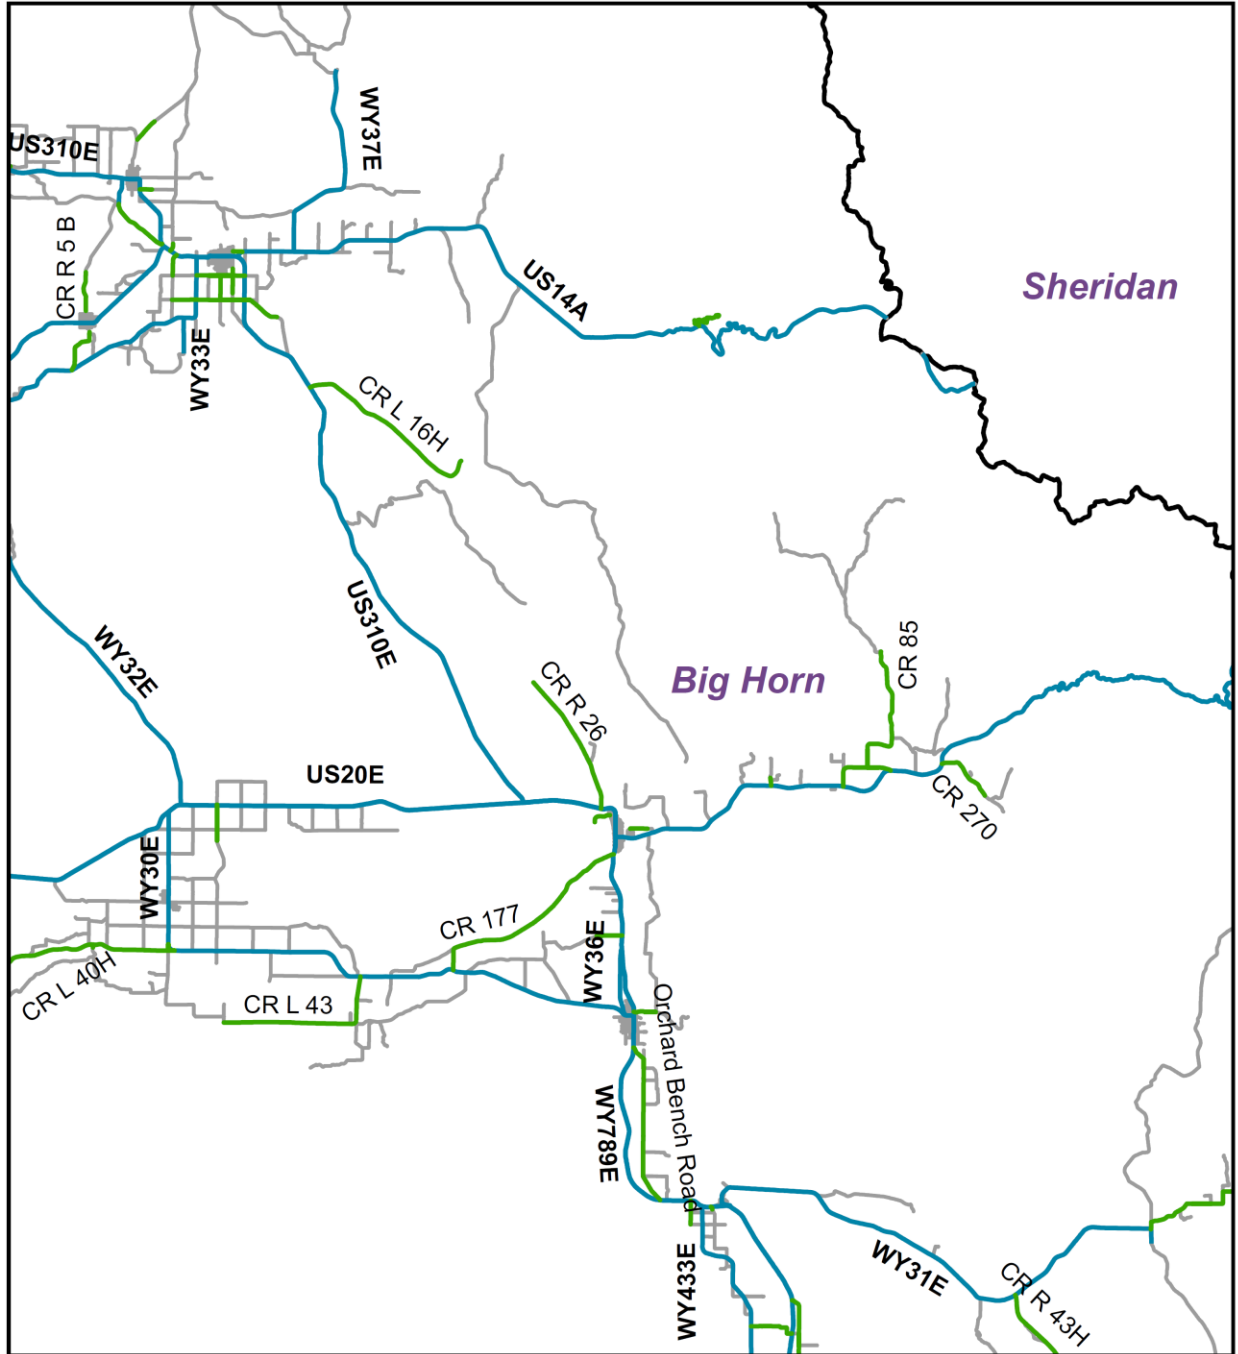 WY37E
US310E
CR R 5 B
US14A
Sheridan
WY33E
CR L 16H
US310E
WY32E
CR 85
Big Horn
CR R 26
US20E
CR 270
WY30E
CR 177
WY36E
CR L 40H
CR L 43
Orchard Bench Road
WY789E
WY433E
WY31E
CR R 43H